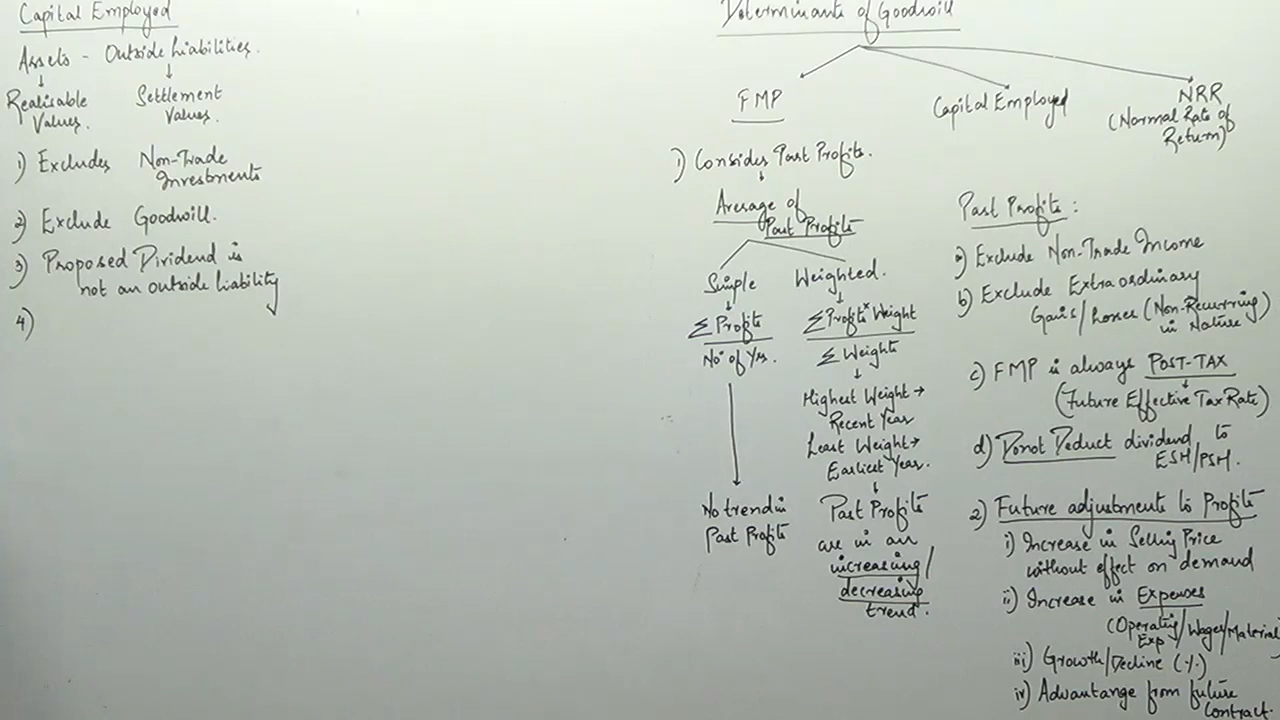 Capital Employed
Assets - Outside Liabilities.
Realisable
Values.
Settlement
Values.
1) Excludes Non-Trade
Investments
2) Exclude Goodwill.
3) Proposed Dividend is
not an outside liability
4)
Determinants of Goodwill
FMP
Capital Employed
NRR
(Normal Rate of
Return)
1) Considers Past Profits.
Average of
Past Profits
Simple
Σ Profits
No. of Yrs.
No trend in
Past Profits
Weighted.
Σ Profits x Weight
Σ Weight
Highest Weight →
Recent Year
Least Weight →
Earliest Year.
Past Profits
are in an
increasing/
decreasing
trend.
Past Profits:
a) Exclude Non-Trade Income
b) Exclude Extraordinary
Gains/Losses (Non-Recurring)
in Nature
c) FMP is always POST-TAX
(Future Effective Tax Rate)
d) Donot Deduct dividend to
ESH/PSH.
2) Future adjustments to Profits
i) Increase in Selling Price
without effect on demand
ii) Increase in Expenses
(Operating/Wages/Material)
Exp
iii) Growth/Decline (%)
iv) Advantange from future
Contract.